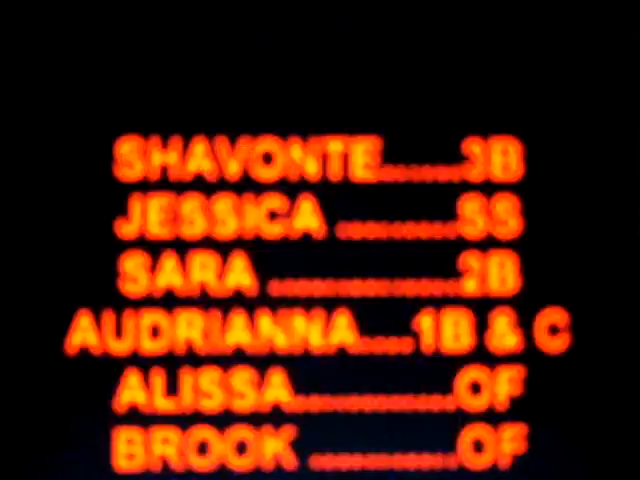 SHAVONTE.......3B
JESSICA ..........SS
SARA ................2B
AUDRIANNA....1B & C
ALISSA.............OF
BROOK ............OF